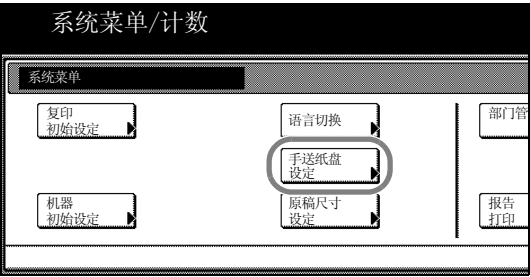 系统菜单/计数
系统菜单
复印
初始设定
语言切换
部门管
手送纸盘
设定
机器
初始设定
原稿尺寸
设定
报告
打印